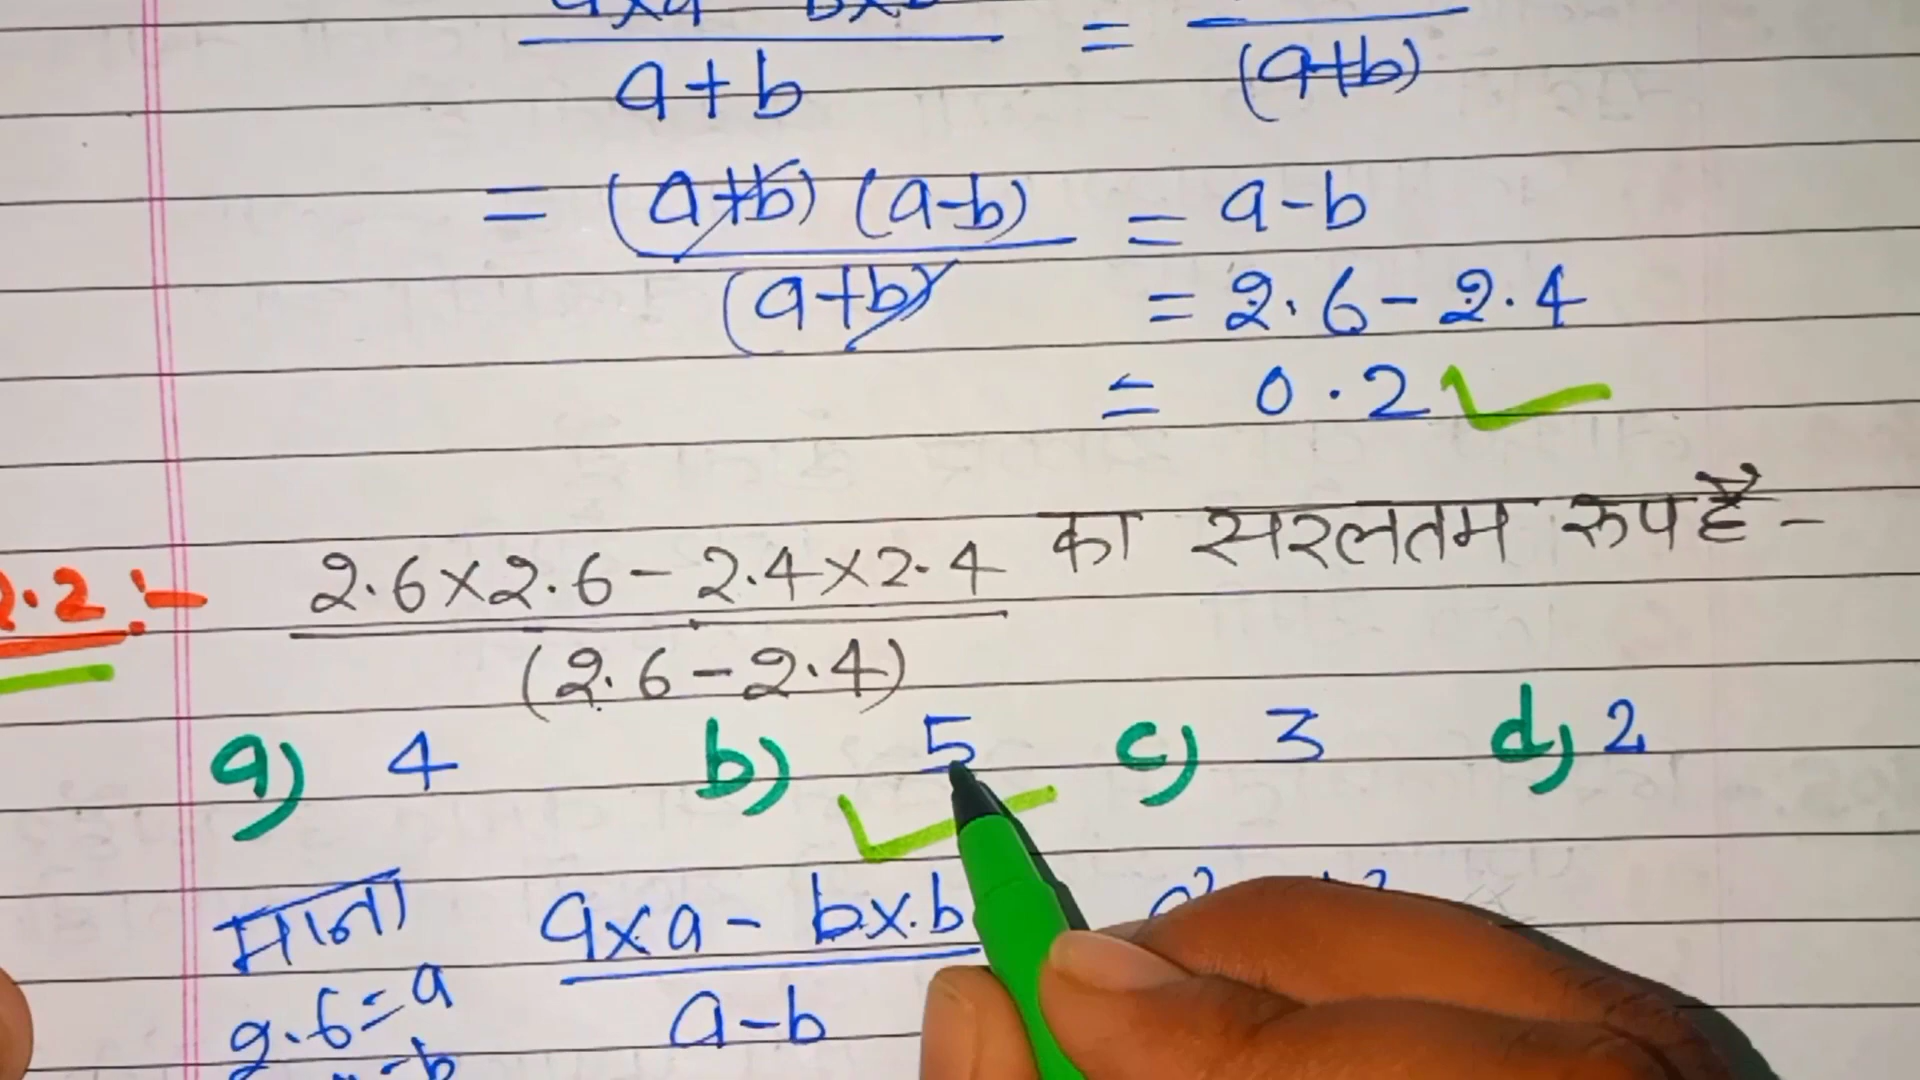 a+b = (a+b)
= (a+b) (a-b) / (a+b) = a-b
= 2.6 - 2.4
= 0.2
.2:- 2.6×2.6 - 2.4×2.4 / (2.6-2.4) का सरलतम रूप है -
a) 4 b) 5 c) 3 d) 2
माना a×a - b×b / a-b
2.6 = a